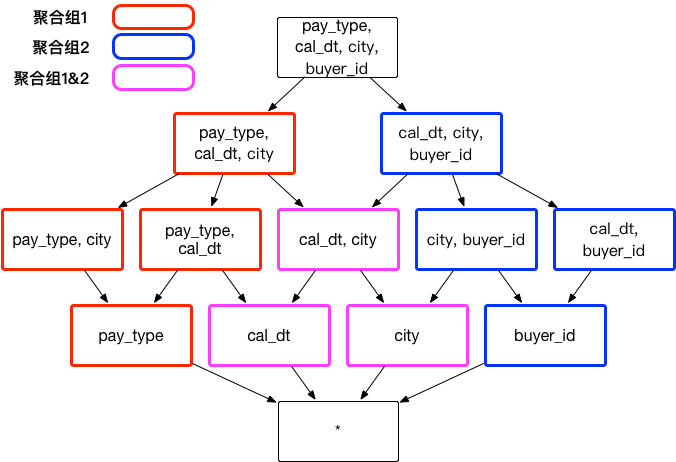 聚合组1
聚合组2
聚合组1&2
pay_type,
cal_dt, city,
buyer_id
pay_type,
cal_dt, city
cal_dt, city,
buyer_id
pay_type, city
pay_type,
cal_dt
cal_dt, city
city, buyer_id
cal_dt,
buyer_id
pay_type
cal_dt
city
buyer_id
*